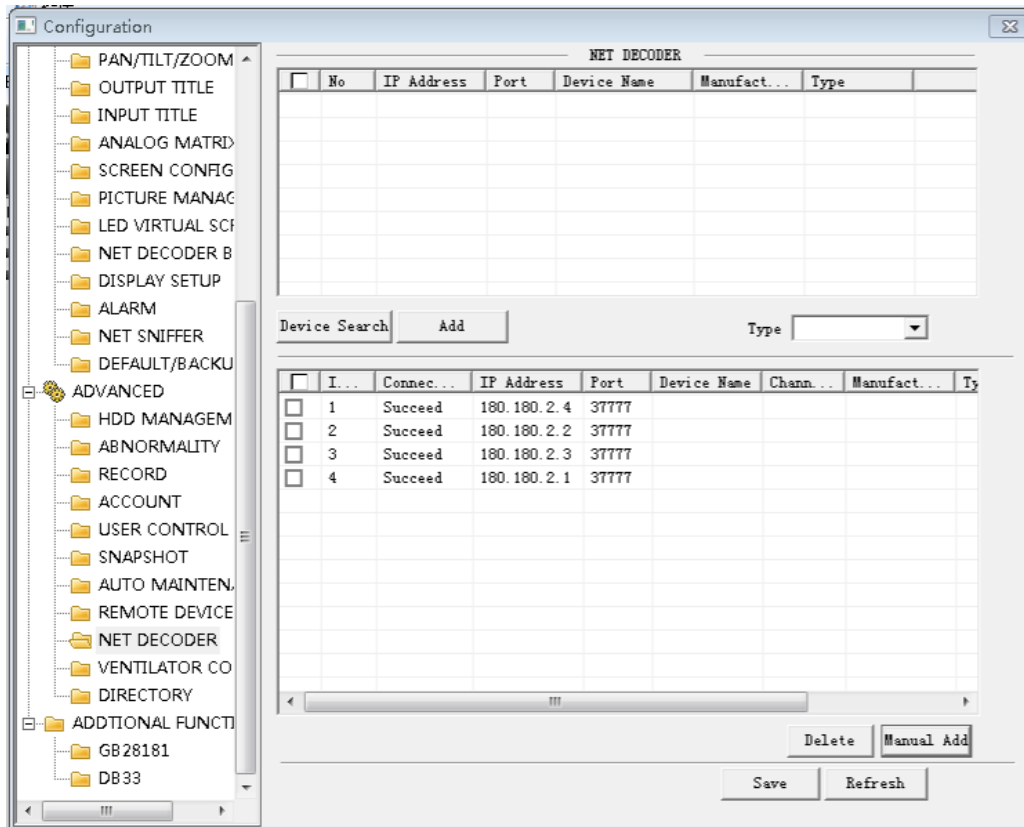 Configuration
PAN/TILT/ZOOM
OUTPUT TITLE
INPUT TITLE
ANALOG MATRIX
SCREEN CONFIG
PICTURE MANAG
LED VIRTUAL SCR
NET DECODER B
DISPLAY SETUP
ALARM
NET SNIFFER
DEFAULT/BACKU
ADVANCED
HDD MANAGEM
ABNORMALITY
RECORD
ACCOUNT
USER CONTROL
SNAPSHOT
AUTO MAINTEN
REMOTE DEVICE
NET DECODER
VENTILATOR CO
DIRECTORY
ADDTIONAL FUNCTI
GB28181
DB33
NET DECODER
No IP Address Port Device Name Manufact... Type
Device Search Add Type
I... Connec... IP Address Port Device Name Chann... Manufact... Ty
1 Succeed 180.180.2.4 37777
2 Succeed 180.180.2.2 37777
3 Succeed 180.180.2.3 37777
4 Succeed 180.180.2.1 37777
Delete Manual Add
Save Refresh